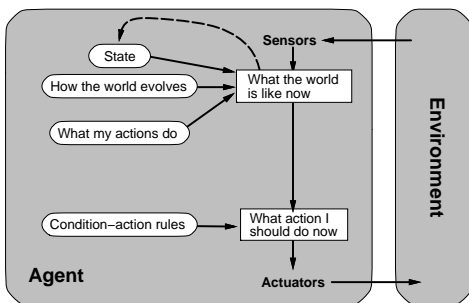 Sensors
State
How the world evolves
What my actions do
What the world
is like now
Condition−action rules
What action I
should do now
Agent
Actuators
Environment